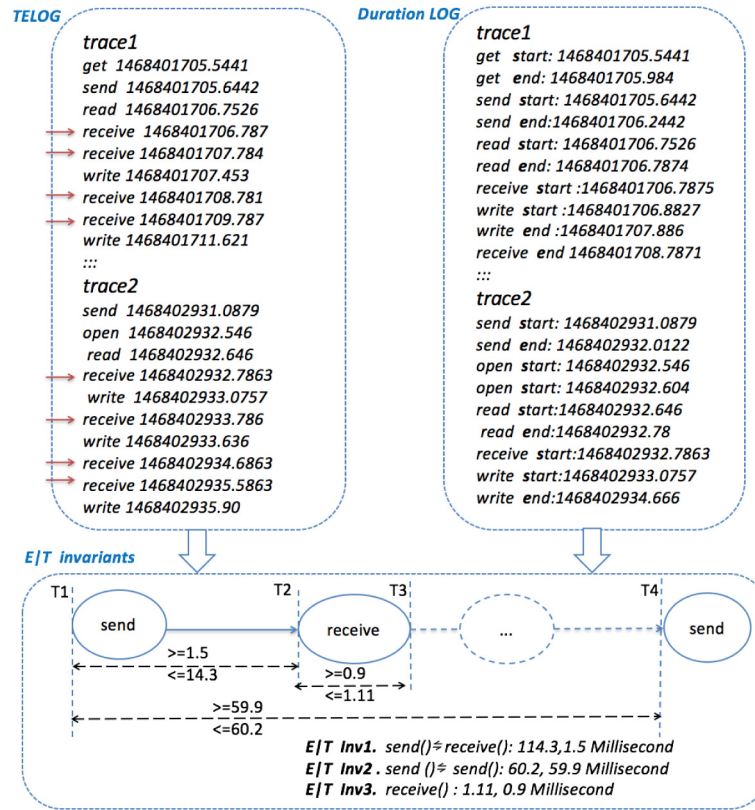 TELOG
trace1
get 1468401705.5441
send 1468401705.6442
read 1468401706.7526
receive 1468401706.787
receive 1468401707.784
write 1468401707.453
receive 1468401708.781
receive 1468401709.787
write 1468401711.621
:::
trace2
send 1468402931.0879
open 1468402932.546
read 1468402932.646
receive 1468402932.7863
write 1468402933.0757
receive 1468402933.786
write 1468402933.636
receive 1468402934.6863
receive 1468402935.5863
write 1468402935.90
Duration LOG
trace1
get start: 1468401705.5441
get end: 1468401705.984
send start: 1468401705.6442
send end:1468401706.2442
read start: 1468401706.7526
read end: 1468401706.7874
receive start :1468401706.7875
write start :1468401706.8827
write end :1468401707.886
receive end 1468401708.7871
:::
trace2
send start: 1468402931.0879
send end: 1468402932.0122
open start: 1468402932.546
open start: 1468402932.604
read start:1468402932.646
read end:1468402932.78
receive start:1468402932.7863
write start:1468402933.0757
write end:1468402934.666
E|T invariants
T1 T2 T3 T4
send receive ... send
>=1.5
<=14.3
>=0.9
<=1.11
>=59.9
<=60.2
E|T Inv1. send()≑receive(): 114.3,1.5 Millisecond
E|T Inv2 . send ()≑ send(): 60.2, 59.9 Millisecond
E|T Inv3. receive() : 1.11, 0.9 Millisecond